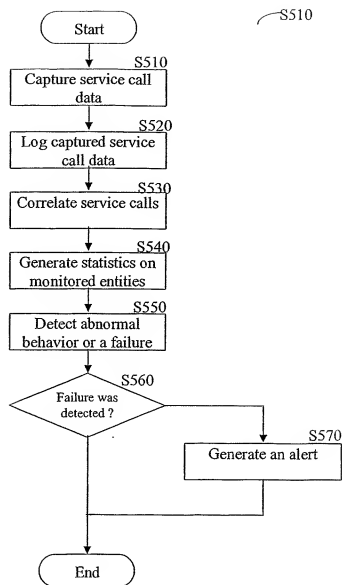 Start
S510
S510
Capture service call
data
S520
Log captured service
call data
S530
Correlate service calls
S540
Generate statistics on
monitored entities
S550
Detect abnormal
behavior or a failure
S560
Failure was
detected ?
S570
Generate an alert
End